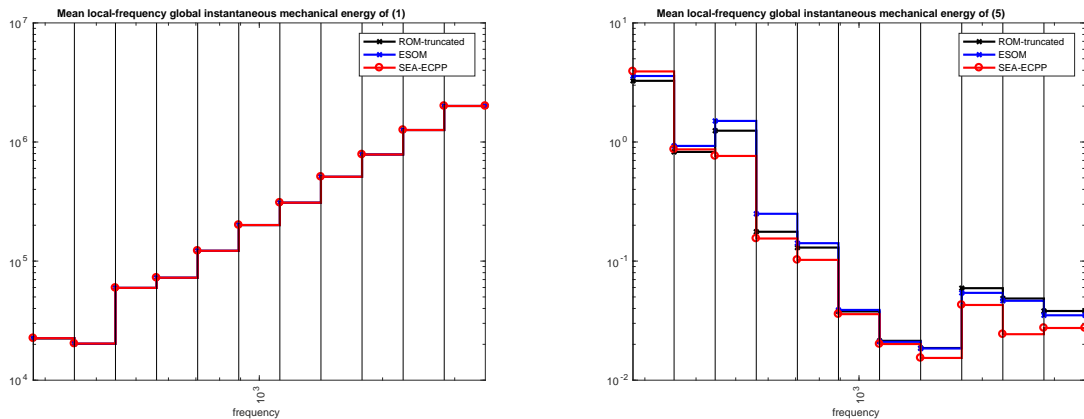 Mean local-frequency global instantaneous mechanical energy of (1)
10^7
10^6
10^5
10^4
ROM-truncated
ESOM
SEA-ECPP
10^3
frequency
Mean local-frequency global instantaneous mechanical energy of (5)
10^1
10^0
10^-1
10^-2
ROM-truncated
ESOM
SEA-ECPP
10^3
frequency